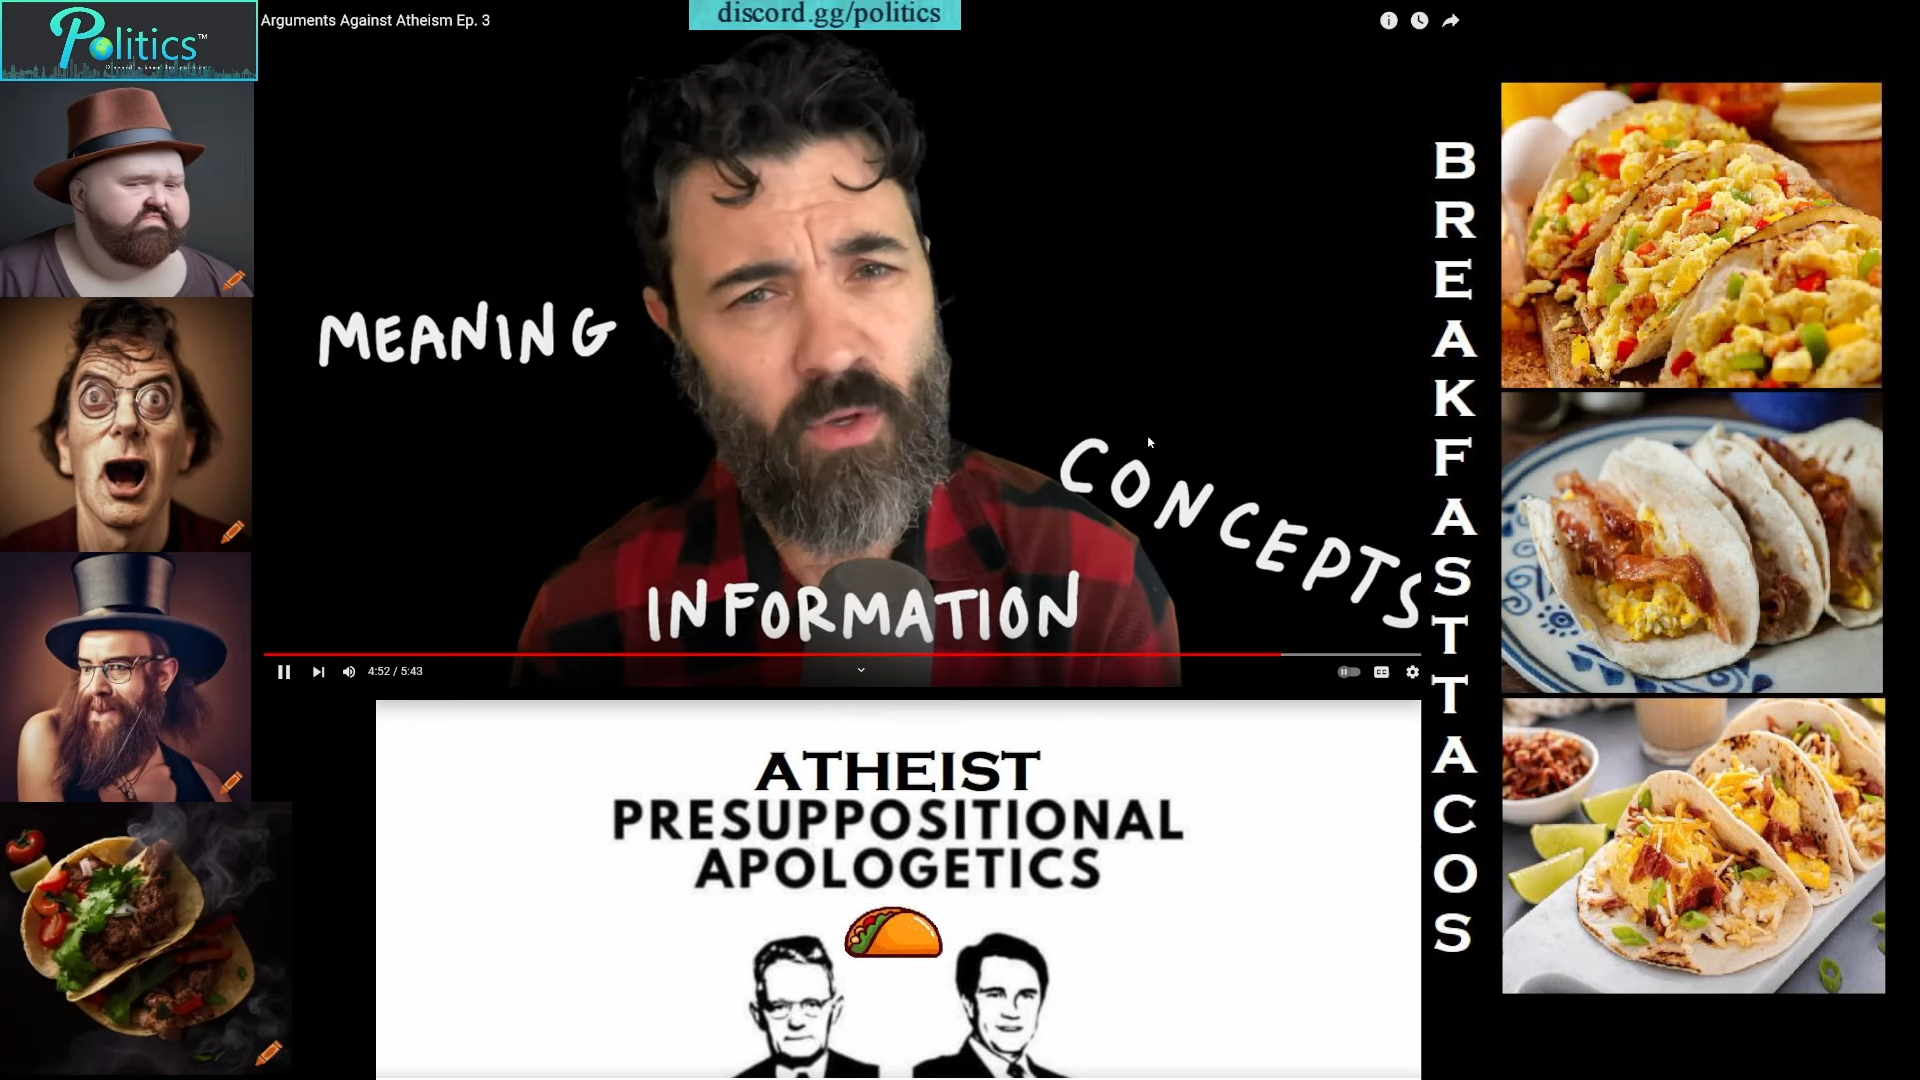 Politics™
Arguments Against Atheism Ep. 3
discord.gg/politics
MEANING
CONCEPTS
INFORMATION
4:52 / 5:43
CC
BREAKFAST TACOS
ATHEIST
PRESUPPOSITIONAL
APOLOGETICS